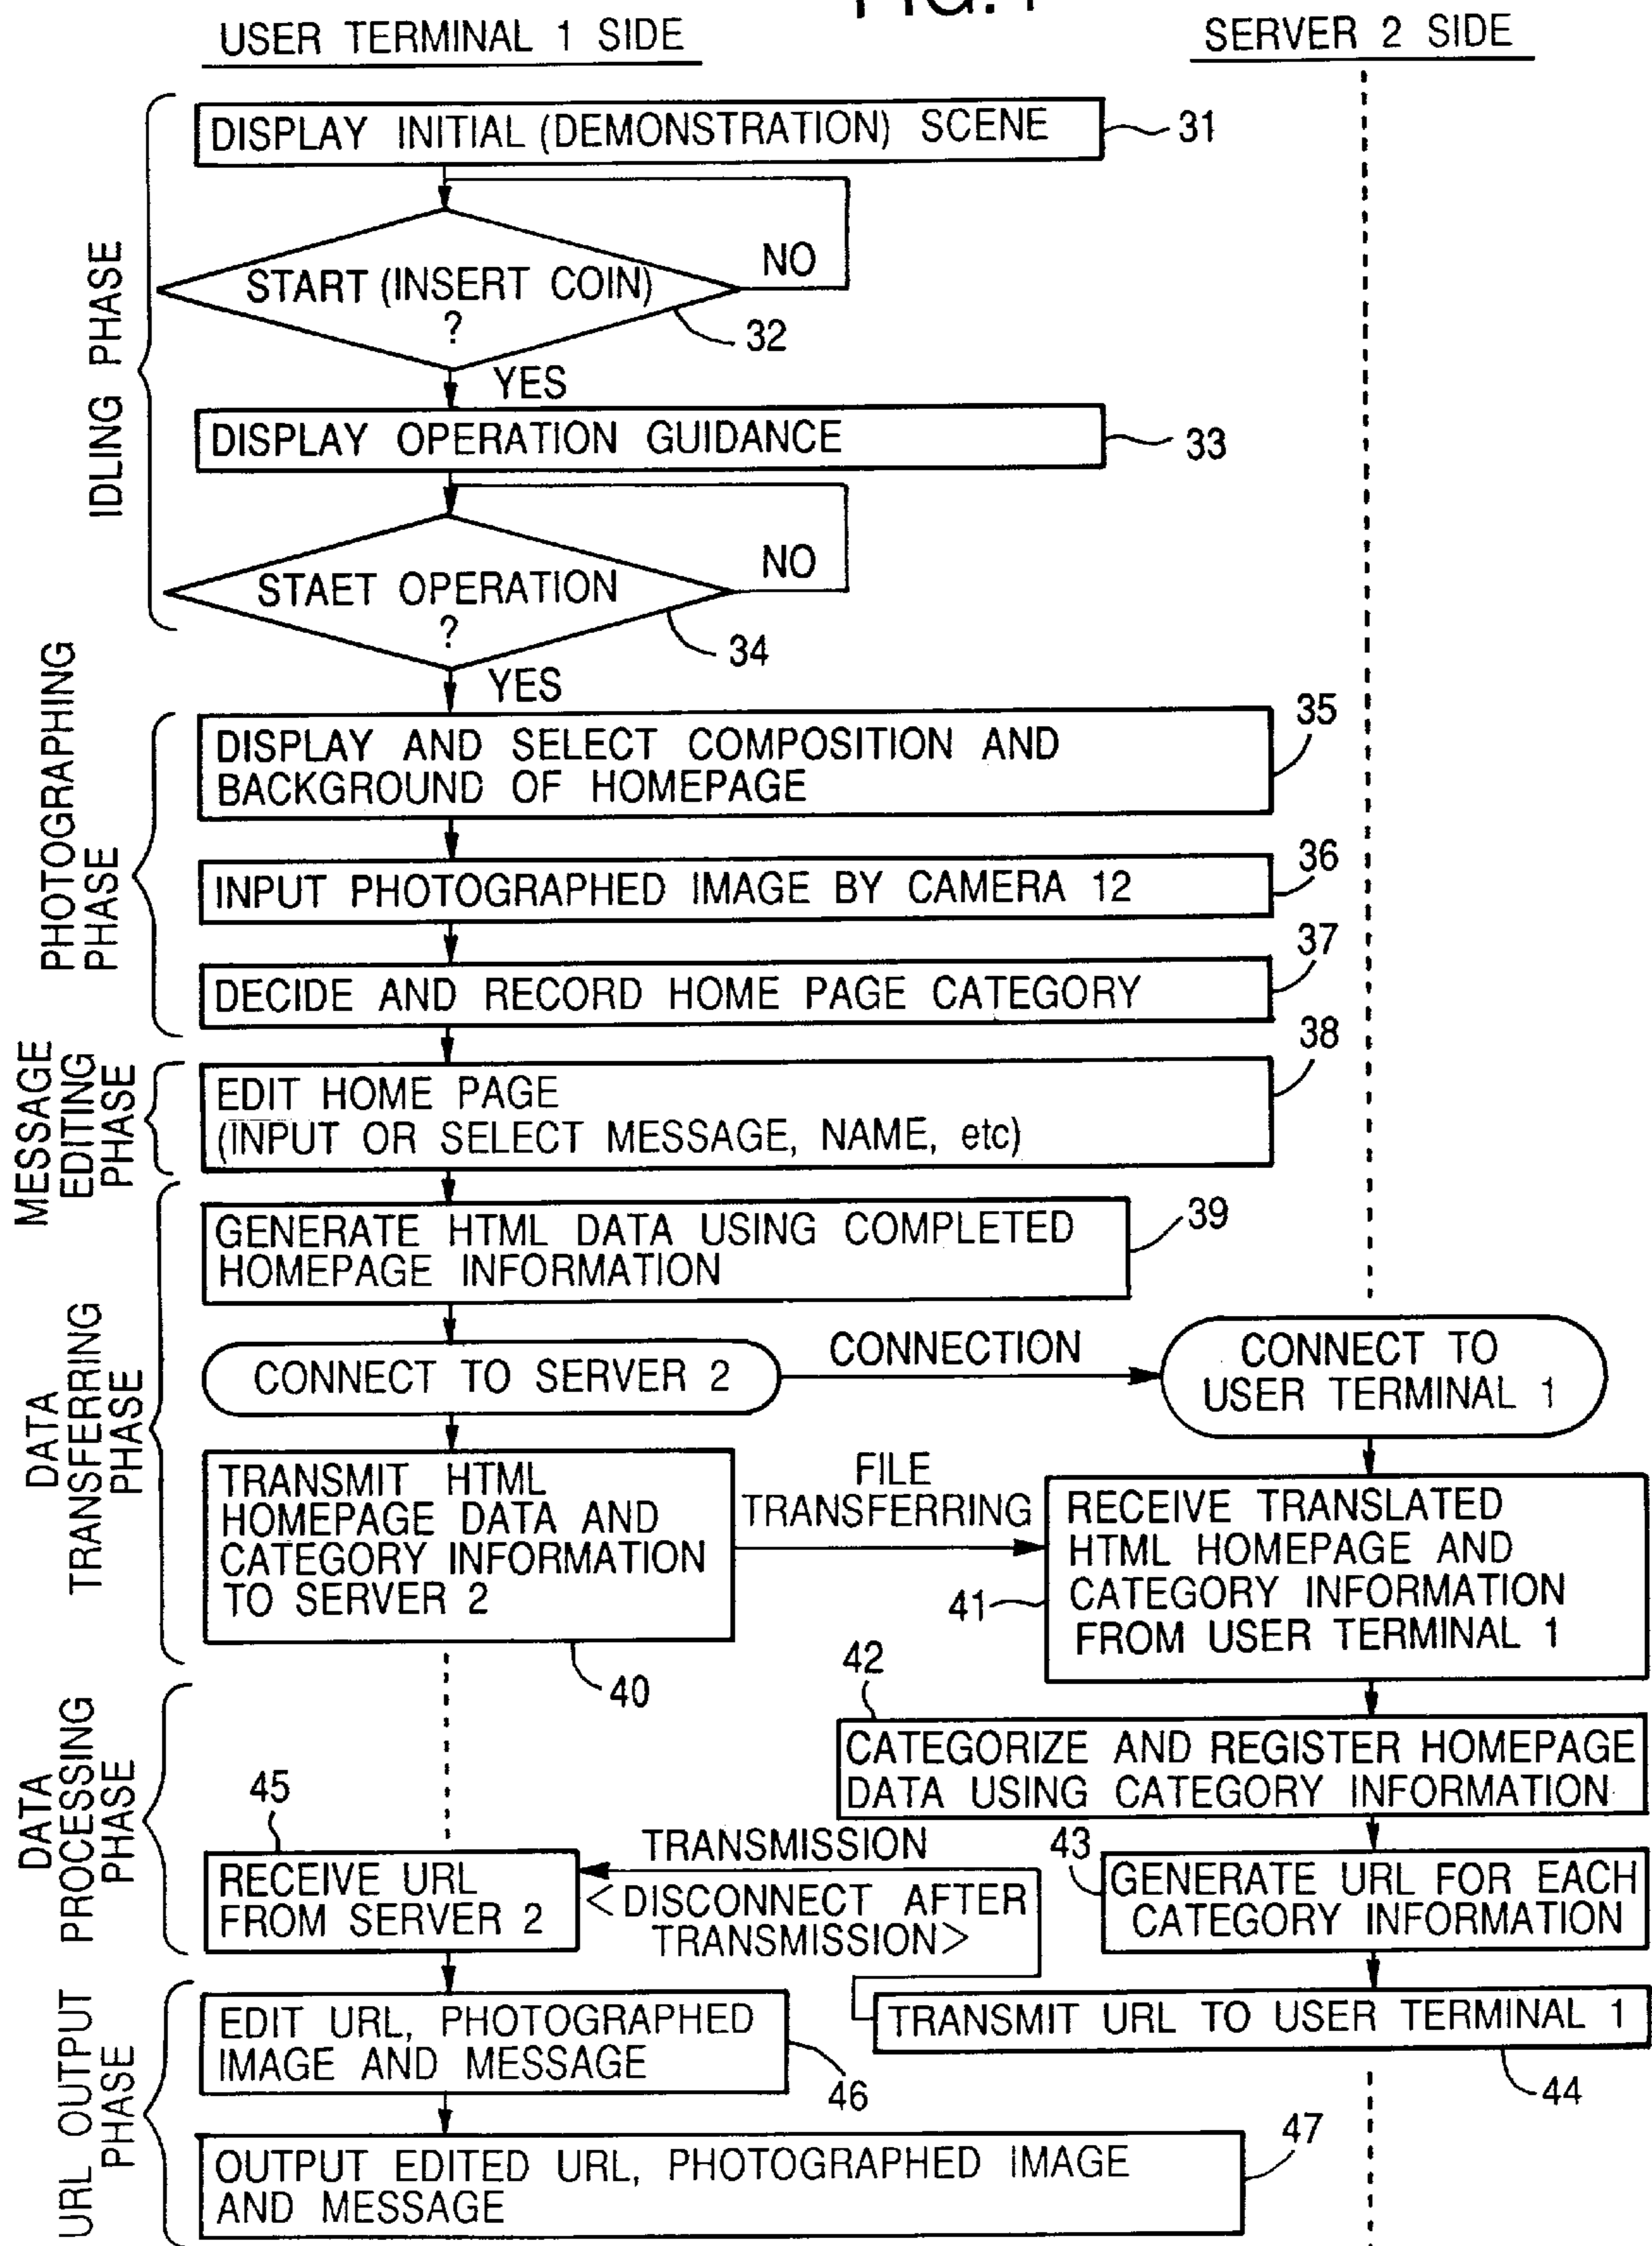 USER TERMINAL 1 SIDE
SERVER 2 SIDE
IDLING PHASE
DISPLAY INITIAL (DEMONSTRATION) SCENE
31
START (INSERT COIN)
?
NO
32
YES
DISPLAY OPERATION GUIDANCE
33
STAET OPERATION
?
NO
34
YES
PHOTOGRAPHING
PHASE
DISPLAY AND SELECT COMPOSITION AND
BACKGROUND OF HOMEPAGE
35
INPUT PHOTOGRAPHED IMAGE BY CAMERA 12
36
DECIDE AND RECORD HOME PAGE CATEGORY
37
MESSAGE
EDITING
PHASE
EDIT HOME PAGE
(INPUT OR SELECT MESSAGE, NAME, etc)
38
DATA
TRANSFERRING
PHASE
GENERATE HTML DATA USING COMPLETED
HOMEPAGE INFORMATION
39
CONNECT TO SERVER 2
CONNECTION
CONNECT TO
USER TERMINAL 1
TRANSMIT HTML
HOMEPAGE DATA AND
CATEGORY INFORMATION
TO SERVER 2
40
FILE
TRANSFERRING
RECEIVE TRANSLATED
HTML HOMEPAGE AND
CATEGORY INFORMATION
FROM USER TERMINAL 1
41
DATA
PROCESSING
PHASE
42
CATEGORIZE AND REGISTER HOMEPAGE
DATA USING CATEGORY INFORMATION
43
GENERATE URL FOR EACH
CATEGORY INFORMATION
45
RECEIVE URL
FROM SERVER 2
TRANSMISSION
<DISCONNECT AFTER
TRANSMISSION>
TRANSMIT URL TO USER TERMINAL 1
44
URL OUTPUT
PHASE
EDIT URL, PHOTOGRAPHED
IMAGE AND MESSAGE
46
OUTPUT EDITED URL, PHOTOGRAPHED IMAGE
AND MESSAGE
47